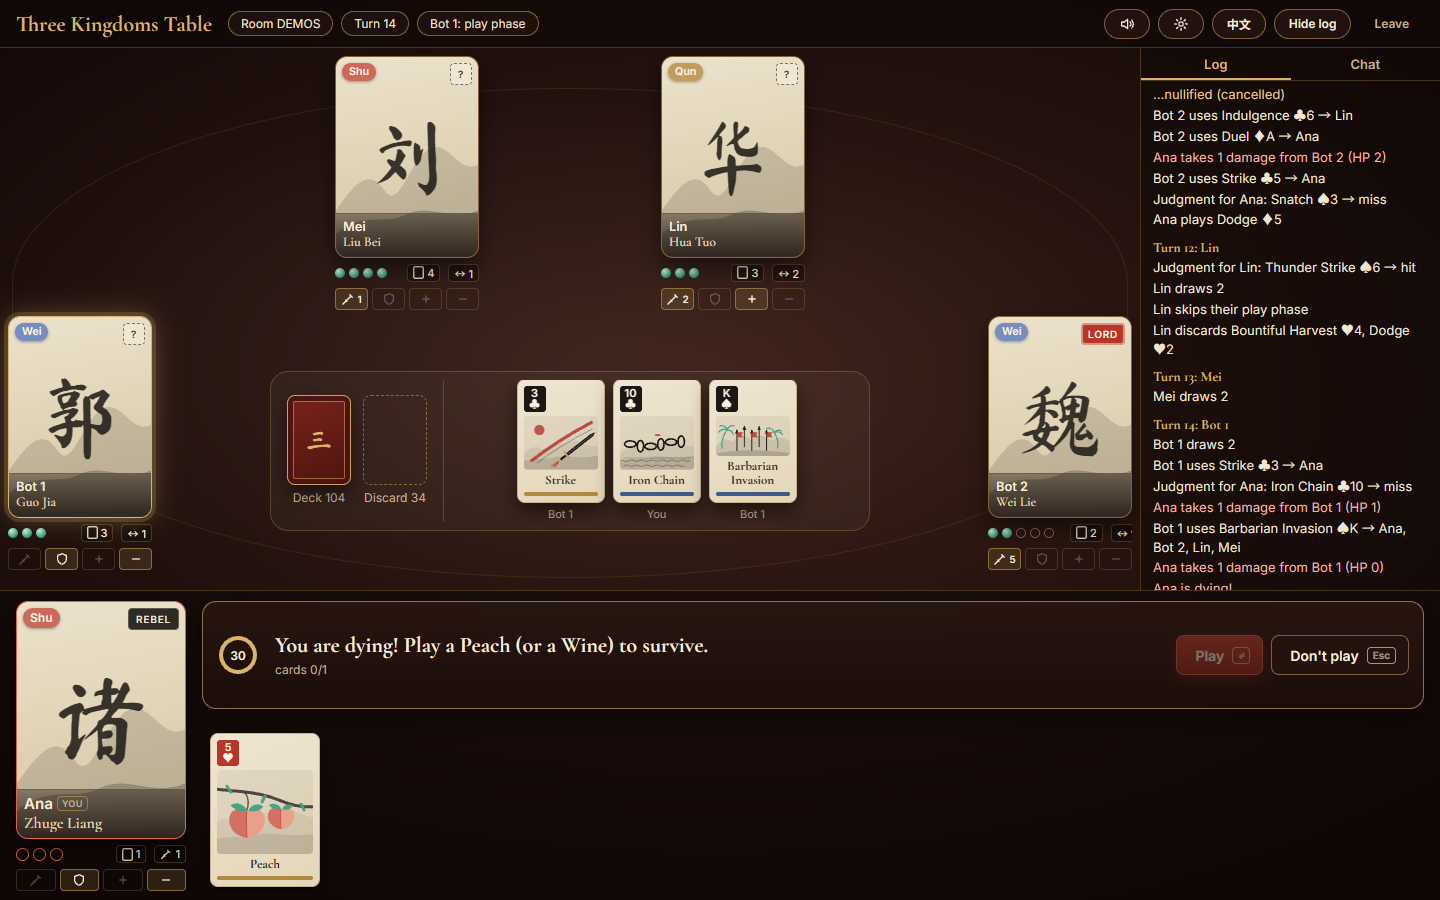 Three Kingdoms Table
Room DEMOS
Turn 14
Bot 1: play phase
中文
Hide log
Leave
Shu
?
刘
Mei
Liu Bei
4
↔1
1
+
−
Qun
?
华
Lin
Hua Tuo
3
↔2
2
+
−
Wei
?
郭
Bot 1
Guo Jia
3
↔1
+
−
三
Deck 104
Discard 34
3♣
Strike
Bot 1
10♣
Iron Chain
You
K♠
Barbarian
Invasion
Bot 1
Wei
LORD
魏
Bot 2
Wei Lie
2
↔
5
+
−
Log
Chat
...nullified (cancelled)
Bot 2 uses Indulgence ♣6 → Lin
Bot 2 uses Duel ♦A → Ana
Ana takes 1 damage from Bot 2 (HP 2)
Bot 2 uses Strike ♣5 → Ana
Judgment for Ana: Snatch ♠3 → miss
Ana plays Dodge ♦5
Turn 12: Lin
Judgment for Lin: Thunder Strike ♠6 → hit
Lin draws 2
Lin skips their play phase
Lin discards Bountiful Harvest ♥4, Dodge
♥2
Turn 13: Mei
Mei draws 2
Turn 14: Bot 1
Bot 1 draws 2
Bot 1 uses Strike ♣3 → Ana
Judgment for Ana: Iron Chain ♣10 → miss
Ana takes 1 damage from Bot 1 (HP 1)
Bot 1 uses Barbarian Invasion ♠K → Ana,
Bot 2, Lin, Mei
Ana takes 1 damage from Bot 1 (HP 0)
Ana is dying!
Shu
REBEL
诸
Ana YOU
Zhuge Liang
1
1
+
−
30
You are dying! Play a Peach (or a Wine) to survive.
cards 0/1
Play
Don't play Esc
5♥
Peach